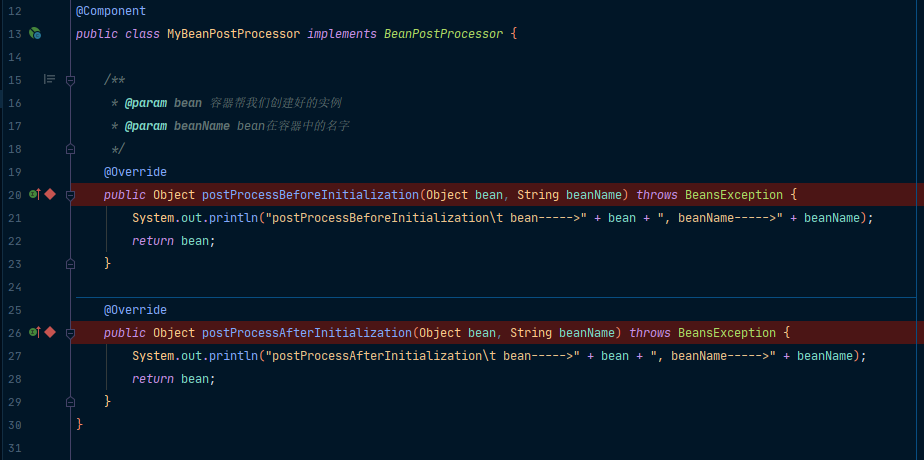 12 @Component
13 public class MyBeanPostProcessor implements BeanPostProcessor {
14
15 /**
16 * @param bean 容器帮我们创建好的实例
17 * @param beanName bean在容器中的名字
18 */
19 @Override
20 public Object postProcessBeforeInitialization(Object bean, String beanName) throws BeansException {
21 System.out.println("postProcessBeforeInitialization\t bean----->" + bean + ", beanName----->" + beanName);
22 return bean;
23 }
24
25 @Override
26 public Object postProcessAfterInitialization(Object bean, String beanName) throws BeansException {
27 System.out.println("postProcessAfterInitialization\t bean----->" + bean + ", beanName----->" + beanName);
28 return bean;
29 }
30 }
31